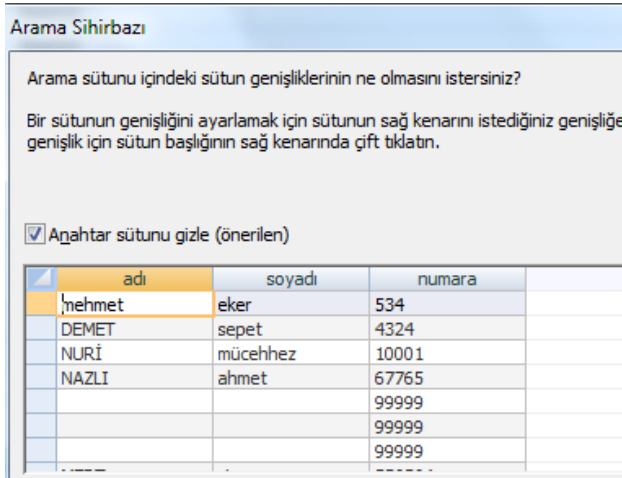 Arama Sihirbazı
Arama sütunu içindeki sütun genişliklerinin ne olmasını istersiniz?
Bir sütunun genişliğini ayarlamak için sütunun sağ kenarını istediğiniz genişliğe
genişlik için sütun başlığının sağ kenarında çift tıklatın.
Anahtar sütunu gizle (önerilen)
adı soyadı numara
mehmet eker 534
DEMET sepet 4324
NURİ mücehhez 10001
NAZLI ahmet 67765
99999
99999
99999